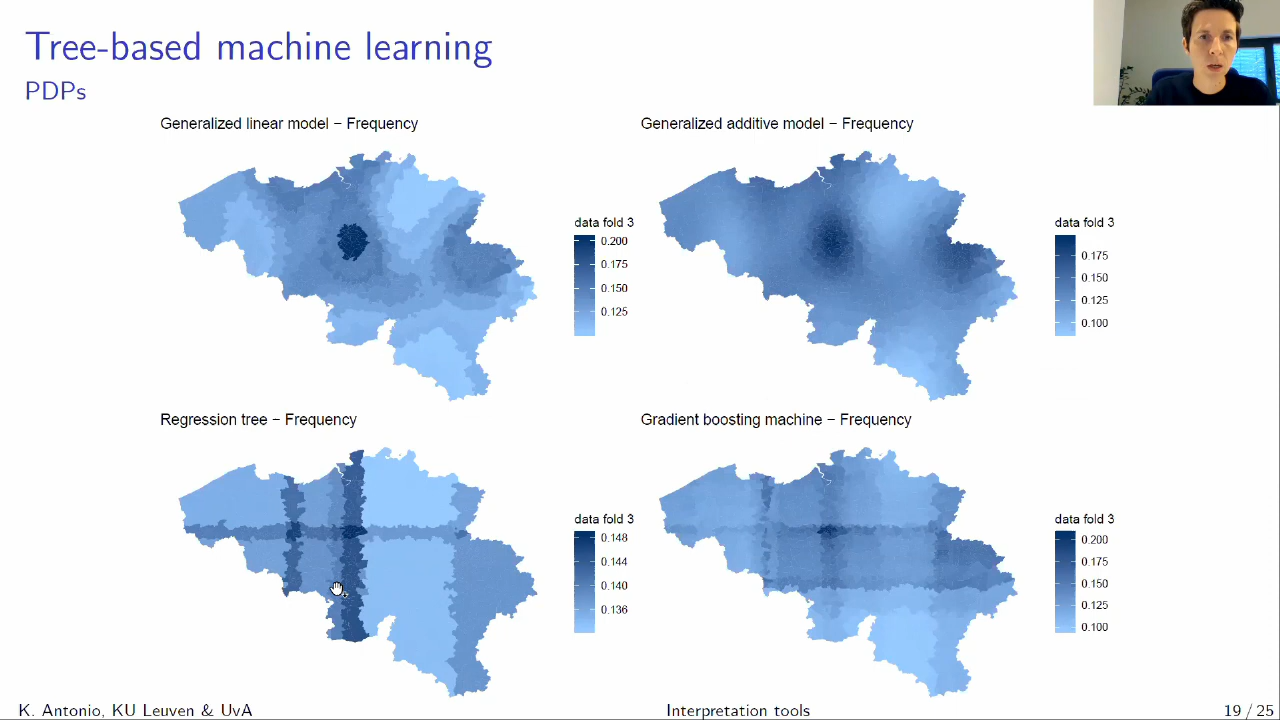 Tree-based machine learning
PDPs
Generalized linear model − Frequency
data fold 3
0.200
0.175
0.150
0.125
Generalized additive model − Frequency
data fold 3
0.175
0.150
0.125
0.100
Regression tree − Frequency
data fold 3
0.148
0.144
0.140
0.136
Gradient boosting machine − Frequency
data fold 3
0.200
0.175
0.150
0.125
0.100
K. Antonio, KU Leuven & UvA
Interpretation tools
19 / 25